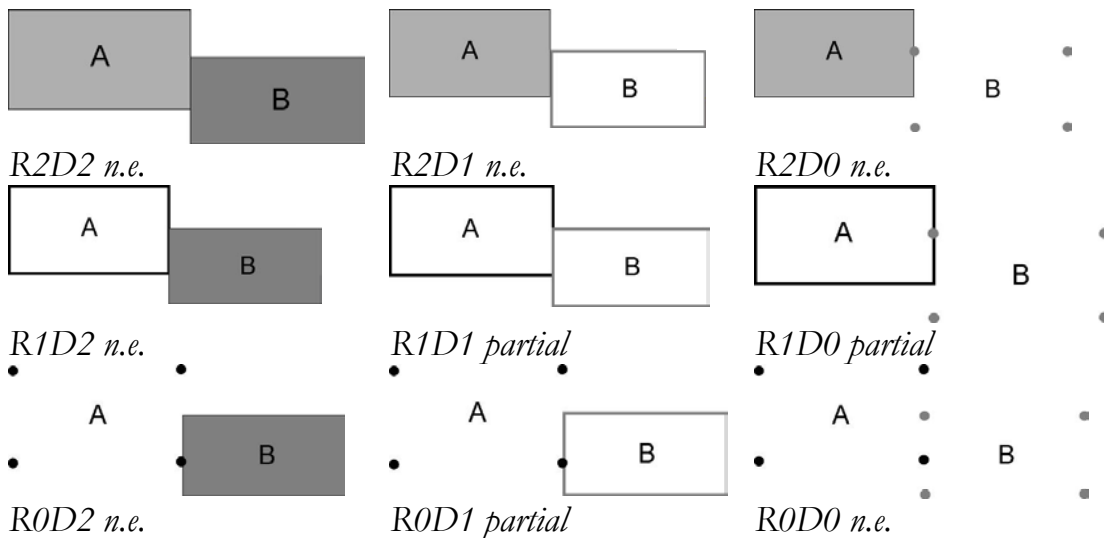 A B A B A B
R2D2 n.e. R2D1 n.e. R2D0 n.e.
A B A B A B
R1D2 n.e. R1D1 partial R1D0 partial
A B A B A B
R0D2 n.e. R0D1 partial R0D0 n.e.